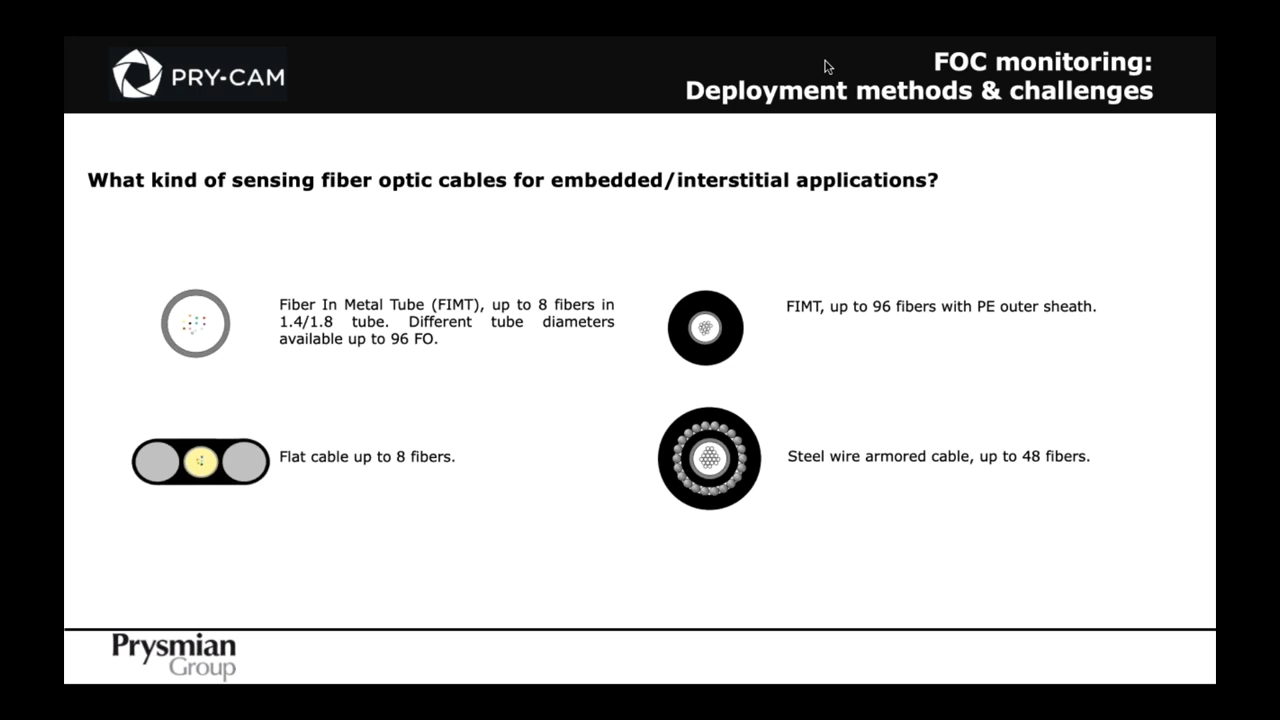 PRY-CAM
FOC monitoring:
Deployment methods & challenges
What kind of sensing fiber optic cables for embedded/interstitial applications?
Fiber In Metal Tube (FIMT), up to 8 fibers in
1.4/1.8 tube. Different tube diameters
available up to 96 FO.
FIMT, up to 96 fibers with PE outer sheath.
Flat cable up to 8 fibers.
Steel wire armored cable, up to 48 fibers.
Prysmian
Group